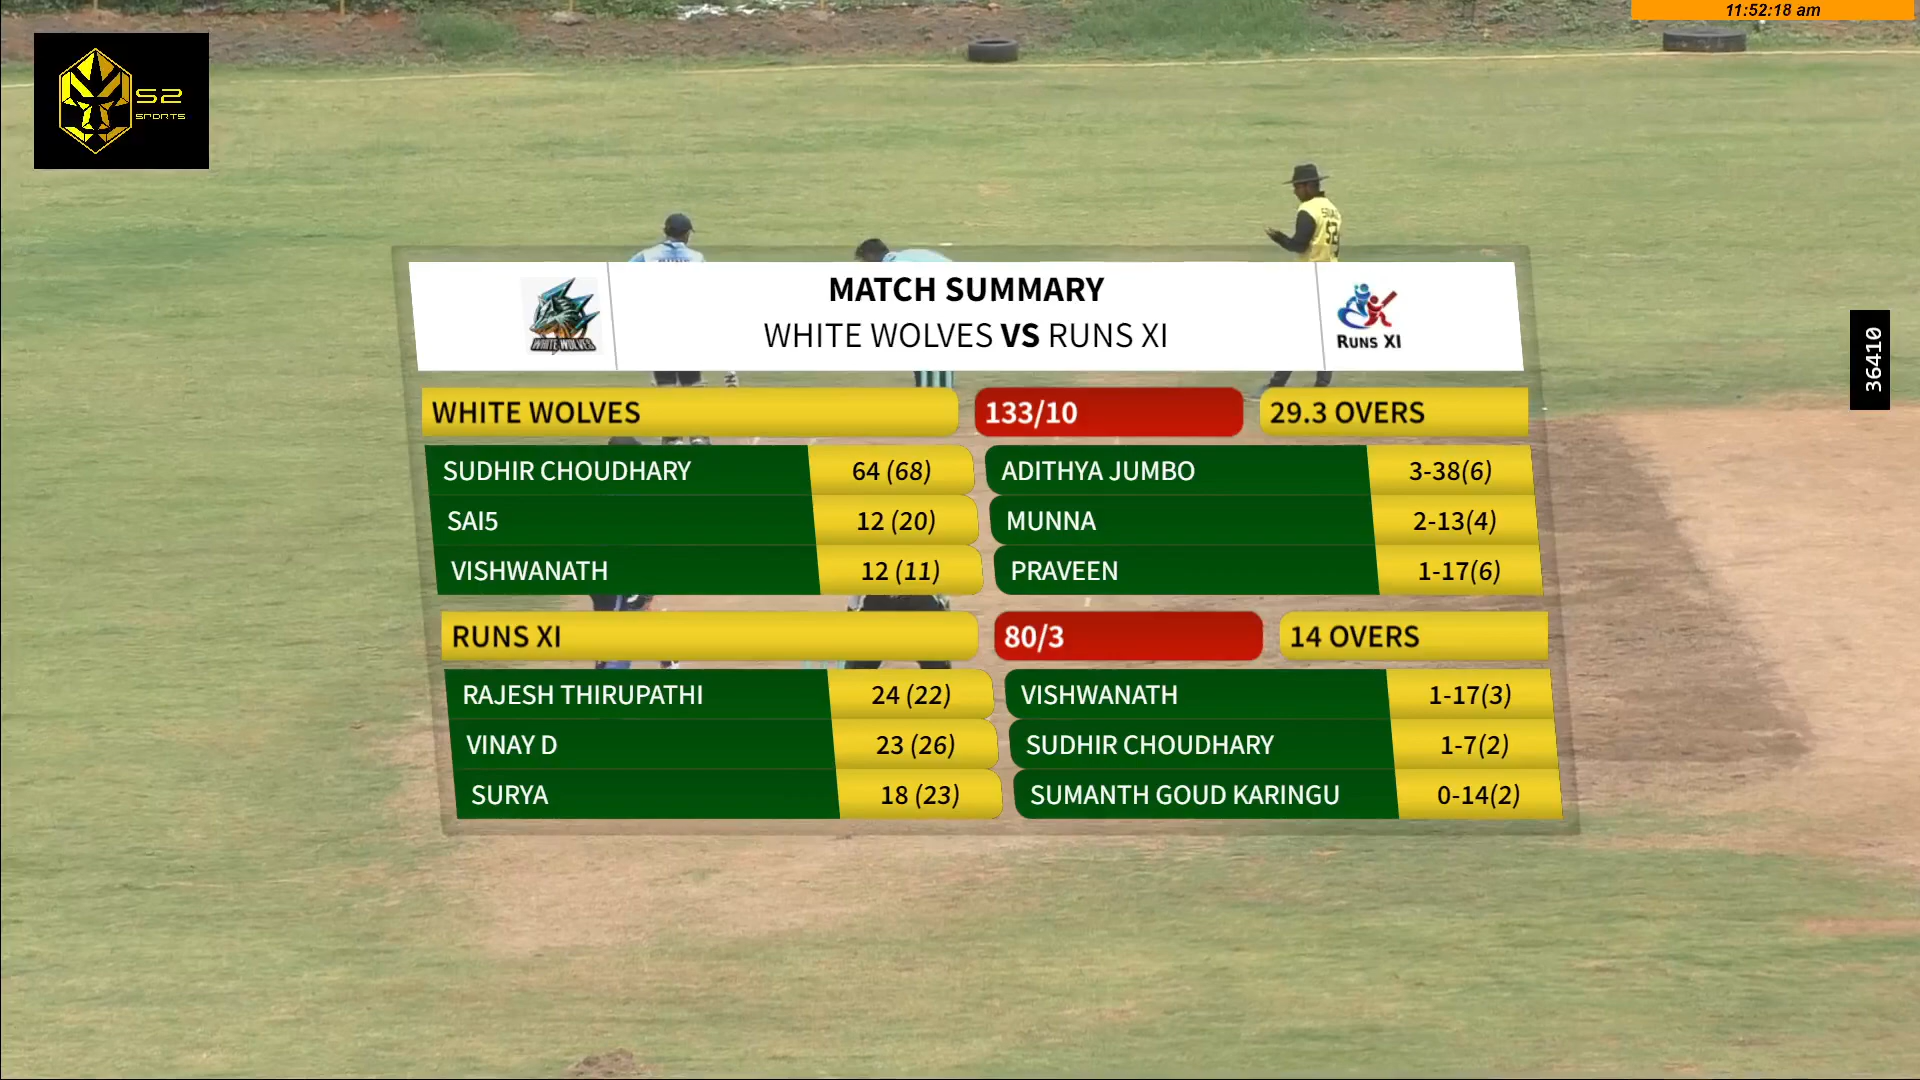 11:52:18 am
S2
SPORTS
MATCH SUMMARY
WHITE WOLVES VS RUNS XI
WHITE WOLVES
RUNS XI
36410
WHITE WOLVES 133/10 29.3 OVERS
SUDHIR CHOUDHARY 64 (68) ADITHYA JUMBO 3-38(6)
SAI5 12 (20) MUNNA 2-13(4)
VISHWANATH 12 (11) PRAVEEN 1-17(6)
RUNS XI 80/3 14 OVERS
RAJESH THIRUPATHI 24 (22) VISHWANATH 1-17(3)
VINAY D 23 (26) SUDHIR CHOUDHARY 1-7(2)
SURYA 18 (23) SUMANTH GOUD KARINGU 0-14(2)